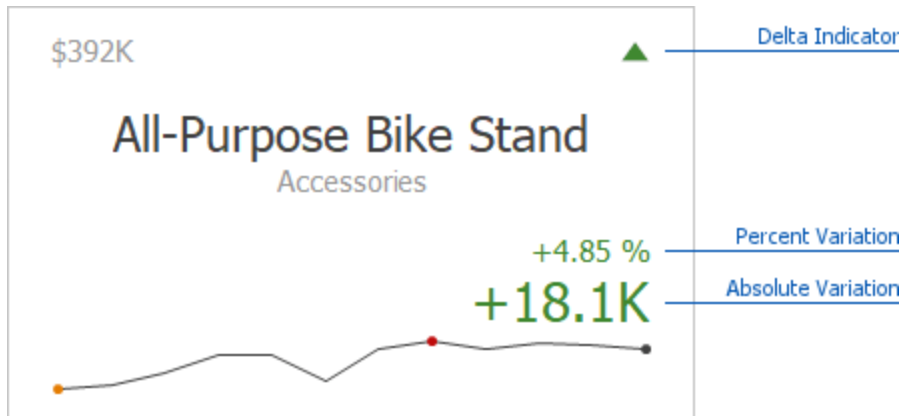 $392K
Delta Indicator
All-Purpose Bike Stand
Accessories
+4.85 %
Percent Variation
+18.1K
Absolute Variation